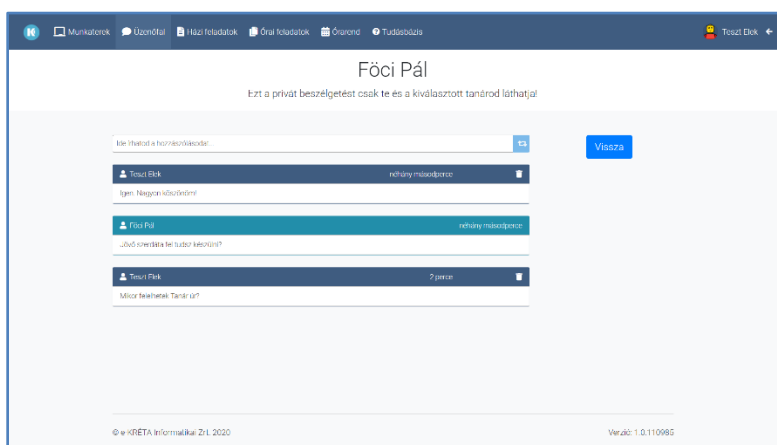 K Munkaterek Üzenőfal Házi feladatok Órai feladatok Órarend Tudásbázis Teszt Elek
Föci Pál
Ezt a privát beszélgetést csak te és a kiválasztott tanárod láthatja!
Ide írhatod a hozzászólásodat... Vissza
Teszt Elek néhány másodperce
Igen. Nagyon köszönöm!
Föci Pál néhány másodperce
Jövő szerdára fel tudsz készülni?
Teszt Elek 2 perce
Mikor felelhetek Tanár úr?
© e-KRÉTA Informatikai Zrt. 2020 Verzió: 1.0.110985